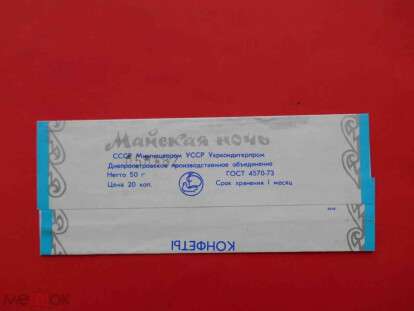 Майская ночь
СССР Минпищепром УССР Укркондитерпром
Днепропетровское производственное объединение
Нетто 50 г ГОСТ 4570-73
Цена 20 коп. Срок хранения 1 месяц
КОНФЕТЫ